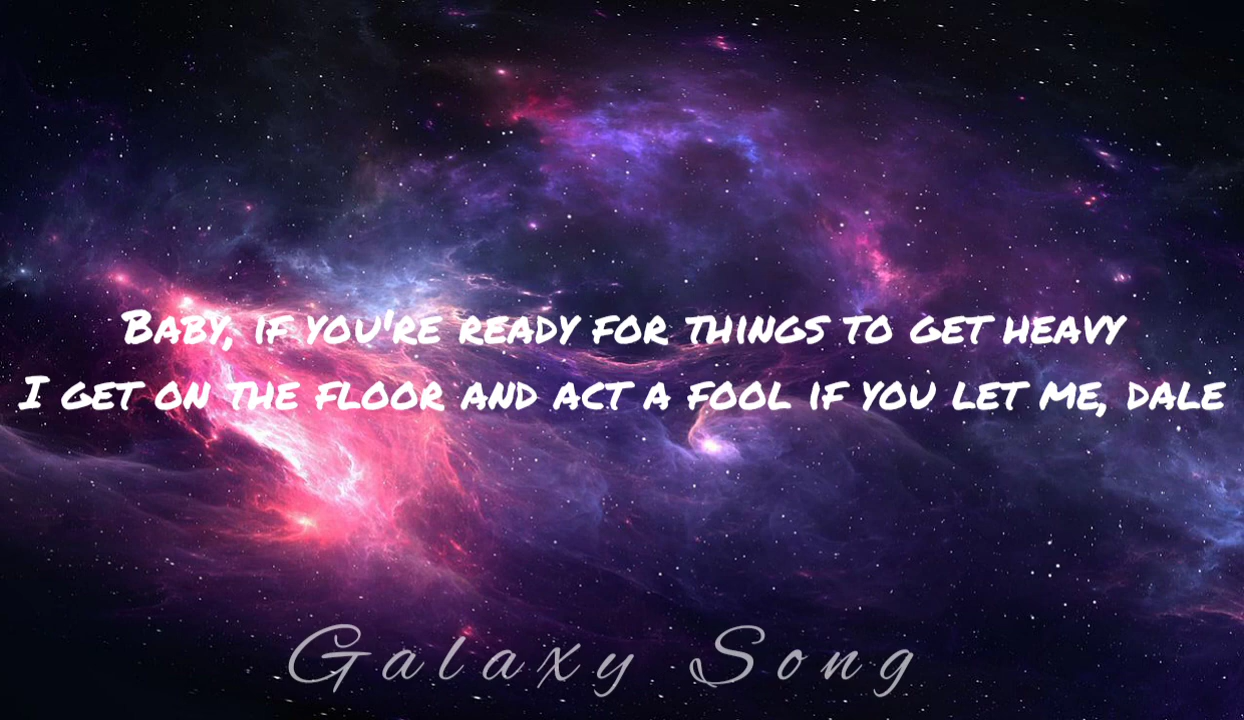 Baby, if you're ready for things to get heavy
I get on the floor and act a fool if you let me, dale
Galaxy Song